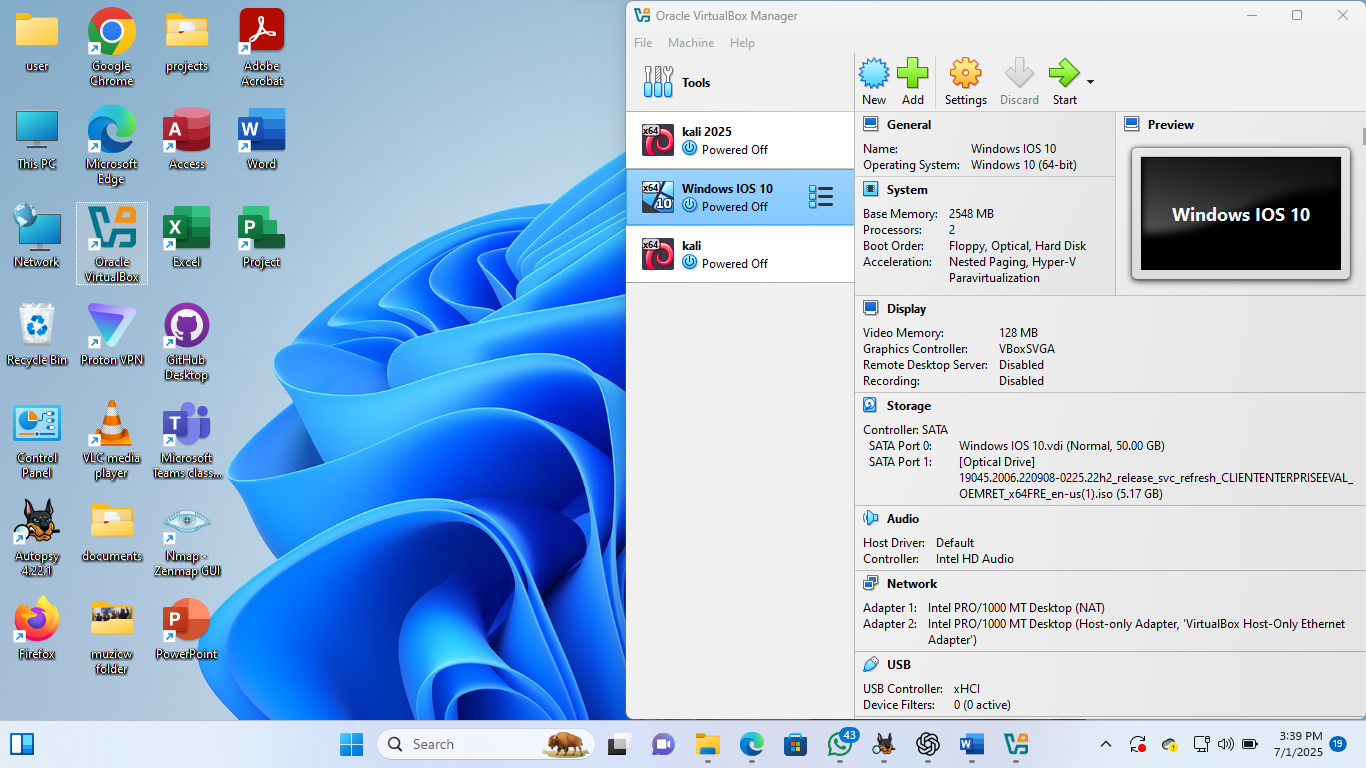 user
Google
Chrome
projects
Adobe
Acrobat
This PC
Microsoft
Edge
Access
Word
Network
Oracle
VirtualBox
Excel
Project
Recycle Bin
Proton VPN
GitHub
Desktop
Control
Panel
VLC media
player
Microsoft
Teams class...
Autopsy
4.22.1
documents
Nmap -
Zenmap GUI
Firefox
muzicw
folder
PowerPoint
Oracle VirtualBox Manager
File Machine Help
Tools
New Add Settings Discard Start
x64 kali 2025
Powered Off
x64 10 Windows IOS 10
Powered Off
x64 kali
Powered Off
General
Name: Windows IOS 10
Operating System: Windows 10 (64-bit)
Preview
Windows IOS 10
System
Base Memory: 2548 MB
Processors: 2
Boot Order: Floppy, Optical, Hard Disk
Acceleration: Nested Paging, Hyper-V
Paravirtualization
Display
Video Memory: 128 MB
Graphics Controller: VBoxSVGA
Remote Desktop Server: Disabled
Recording: Disabled
Storage
Controller: SATA
SATA Port 0: Windows IOS 10.vdi (Normal, 50.00 GB)
SATA Port 1: [Optical Drive]
19045.2006.220908-0225.22h2_release_svc_refresh_CLIENTENTERPRISEEVAL_
OEMRET_x64FRE_en-us(1).iso (5.17 GB)
Audio
Host Driver: Default
Controller: Intel HD Audio
Network
Adapter 1: Intel PRO/1000 MT Desktop (NAT)
Adapter 2: Intel PRO/1000 MT Desktop (Host-only Adapter, 'VirtualBox Host-Only Ethernet
Adapter')
USB
USB Controller: xHCI
Device Filters: 0 (0 active)
Search
43
3:39 PM
7/1/2025
19